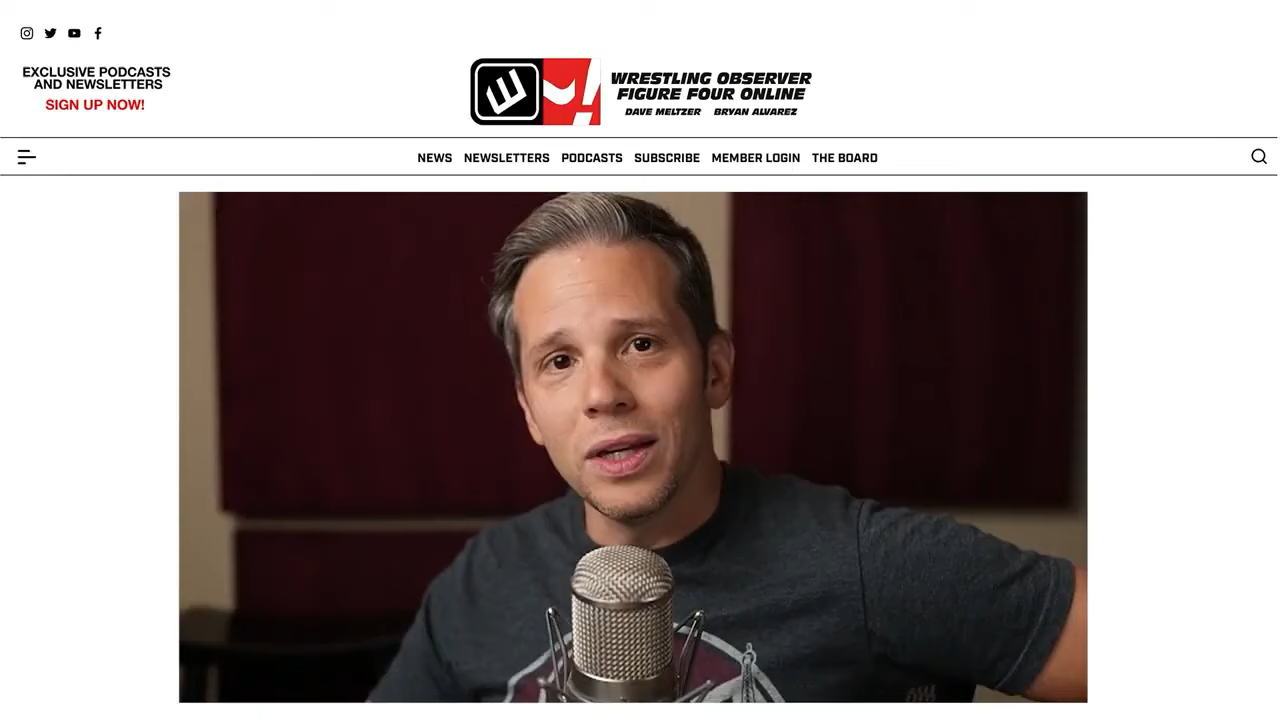 EXCLUSIVE PODCASTS
AND NEWSLETTERS
SIGN UP NOW!
WRESTLING OBSERVER
FIGURE FOUR ONLINE
DAVE MELTZER BRYAN ALVAREZ
NEWS NEWSLETTERS PODCASTS SUBSCRIBE MEMBER LOGIN THE BOARD